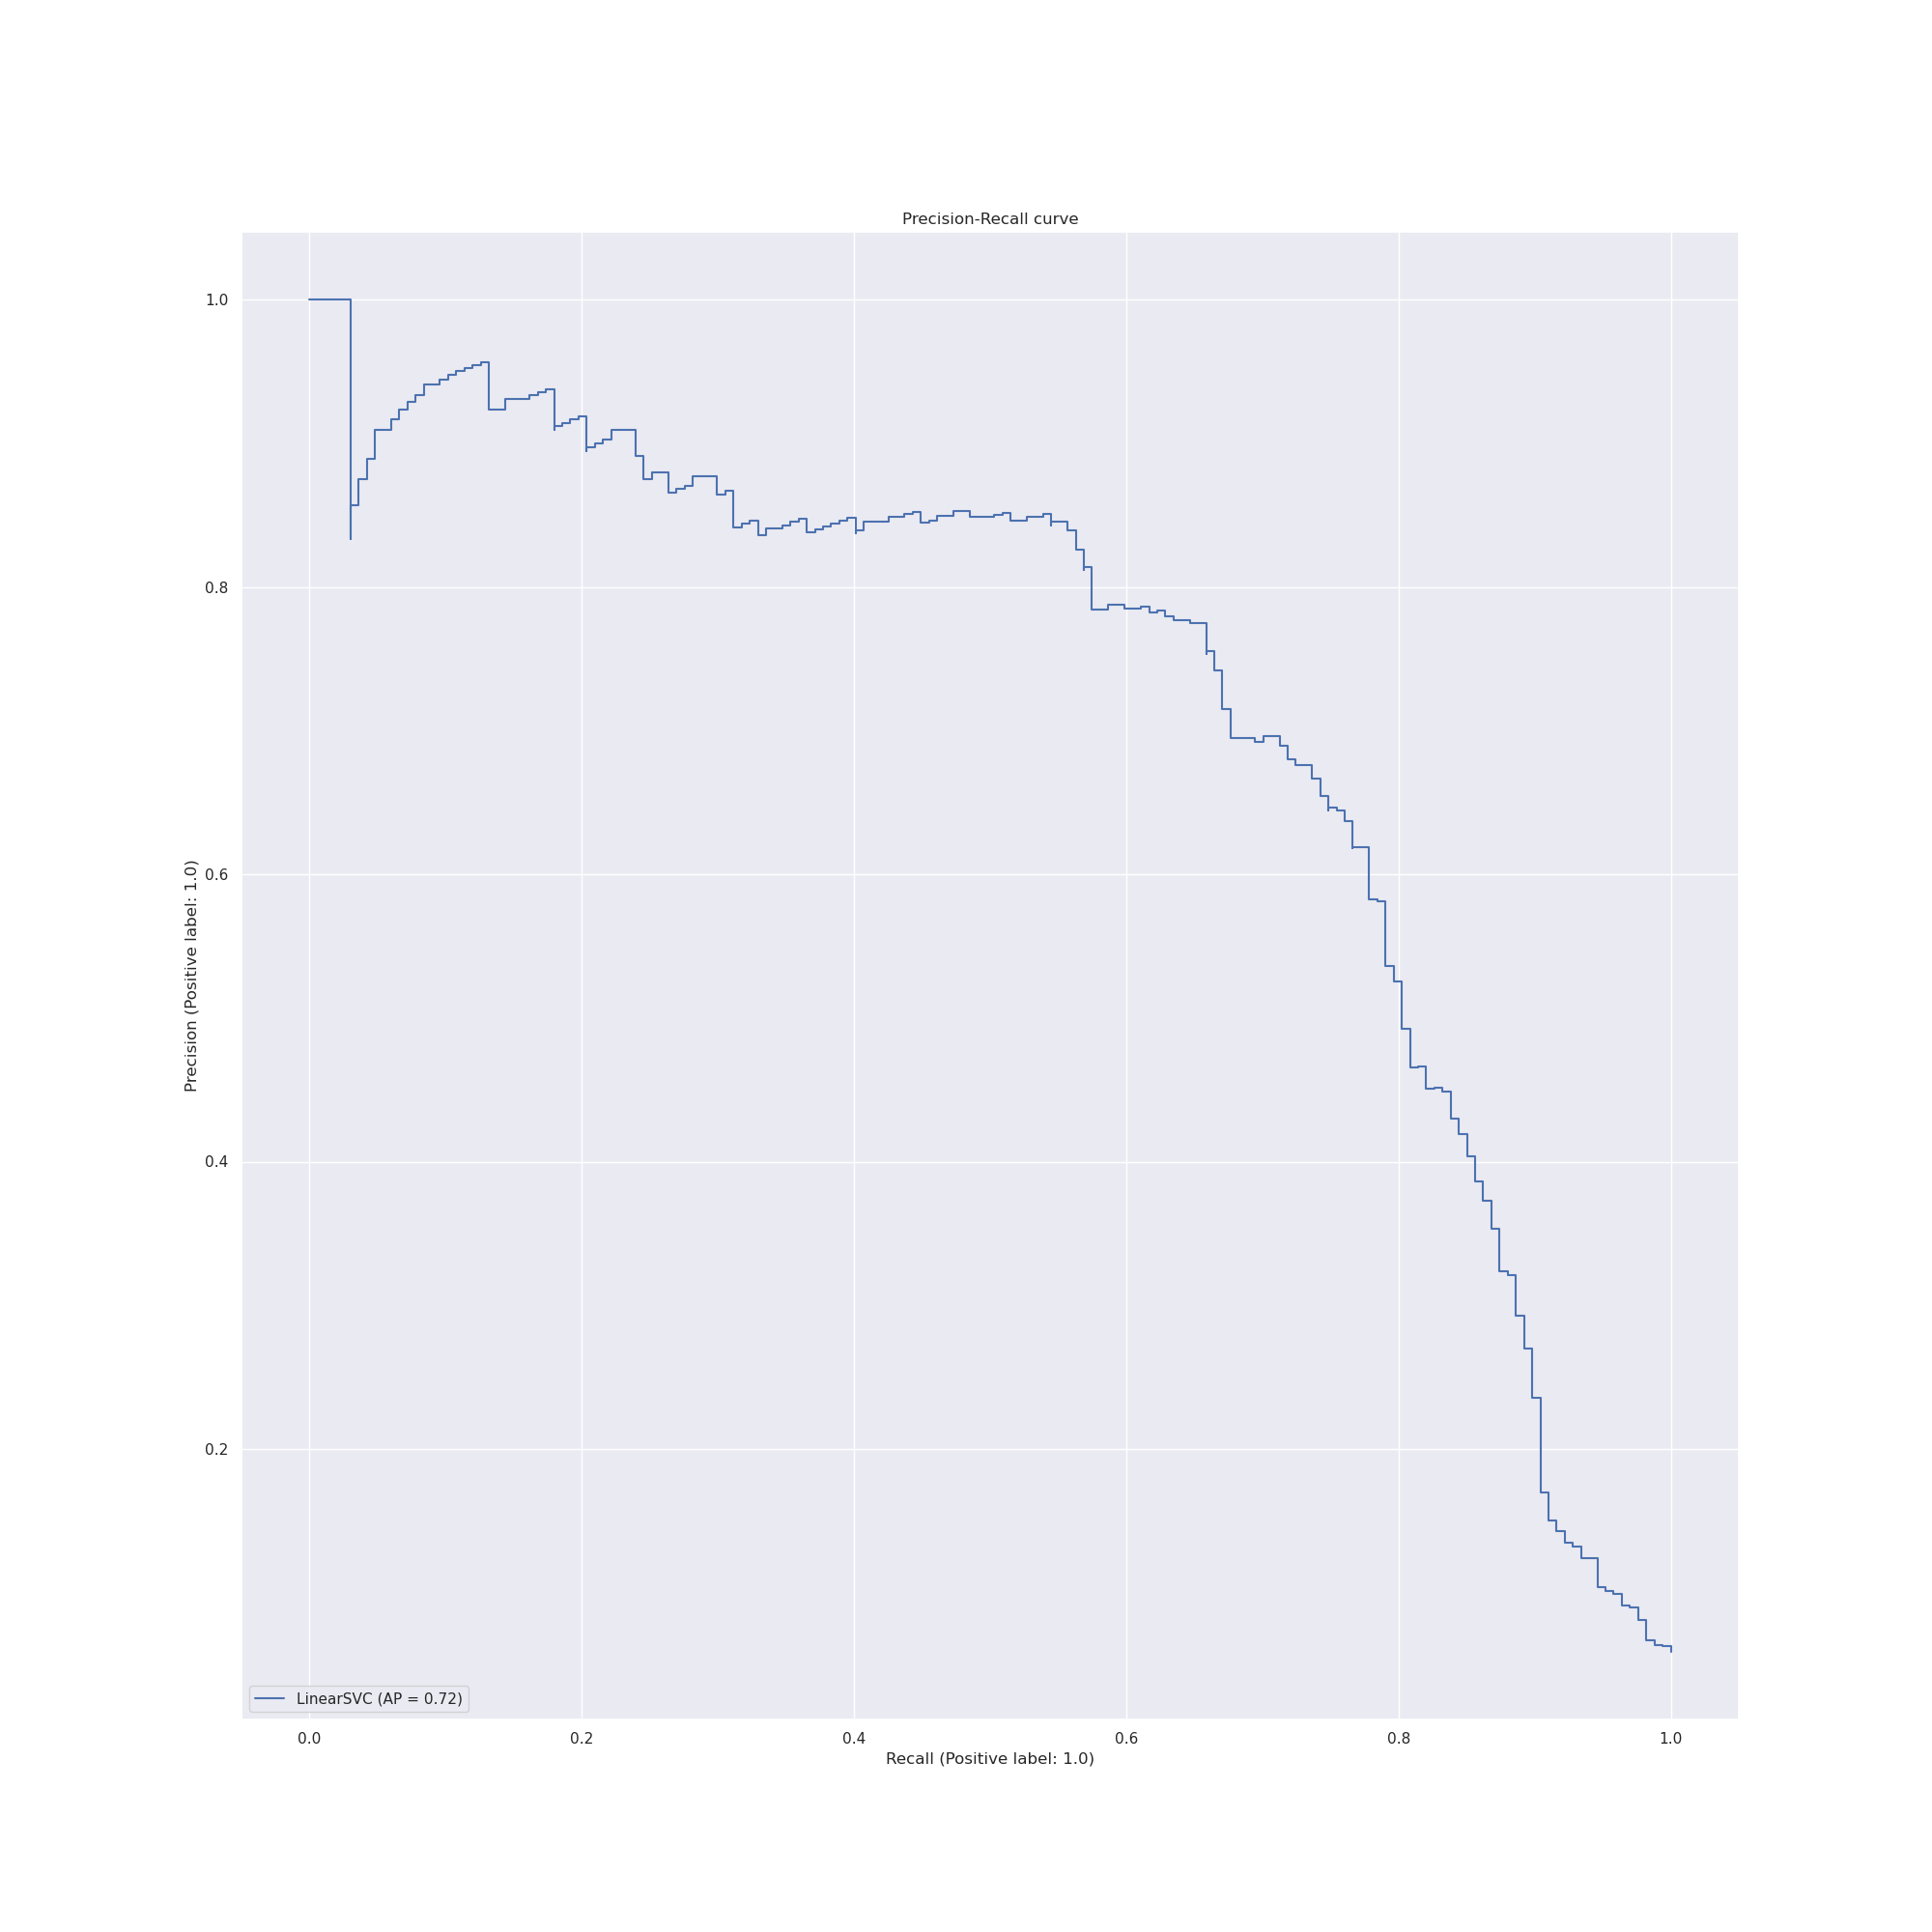 Precision-Recall curve
1.0
0.8
0.6
0.4
0.2
Precision (Positive label: 1.0)
LinearSVC (AP = 0.72)
0.0 0.2 0.4 0.6 0.8 1.0
Recall (Positive label: 1.0)